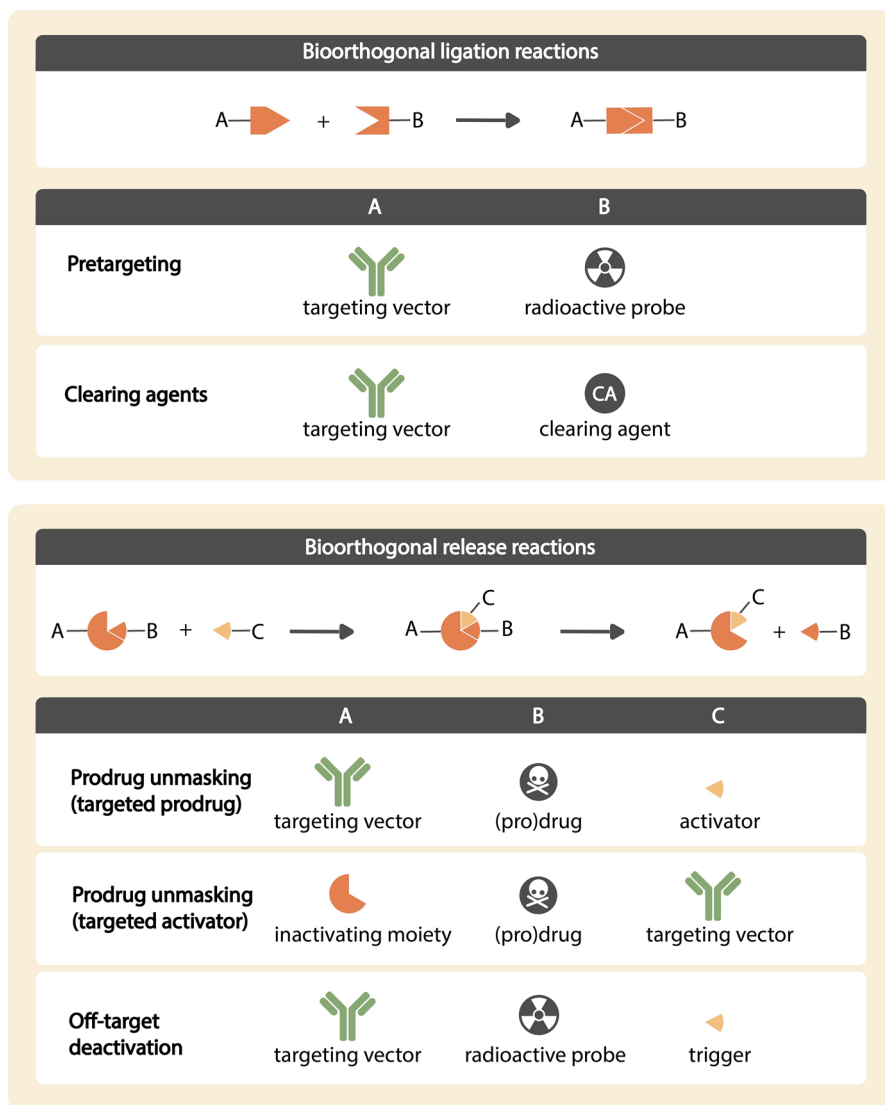 Bioorthogonal ligation reactions
A + B A B
A B
Pretargeting
targeting vector radioactive probe
Clearing agents
CA
targeting vector clearing agent
Bioorthogonal release reactions
A B + C A C B A C + B
A B C
Prodrug unmasking
(targeted prodrug)
targeting vector (pro)drug activator
Prodrug unmasking
(targeted activator)
inactivating moiety (pro)drug targeting vector
Off-target
deactivation
targeting vector radioactive probe trigger